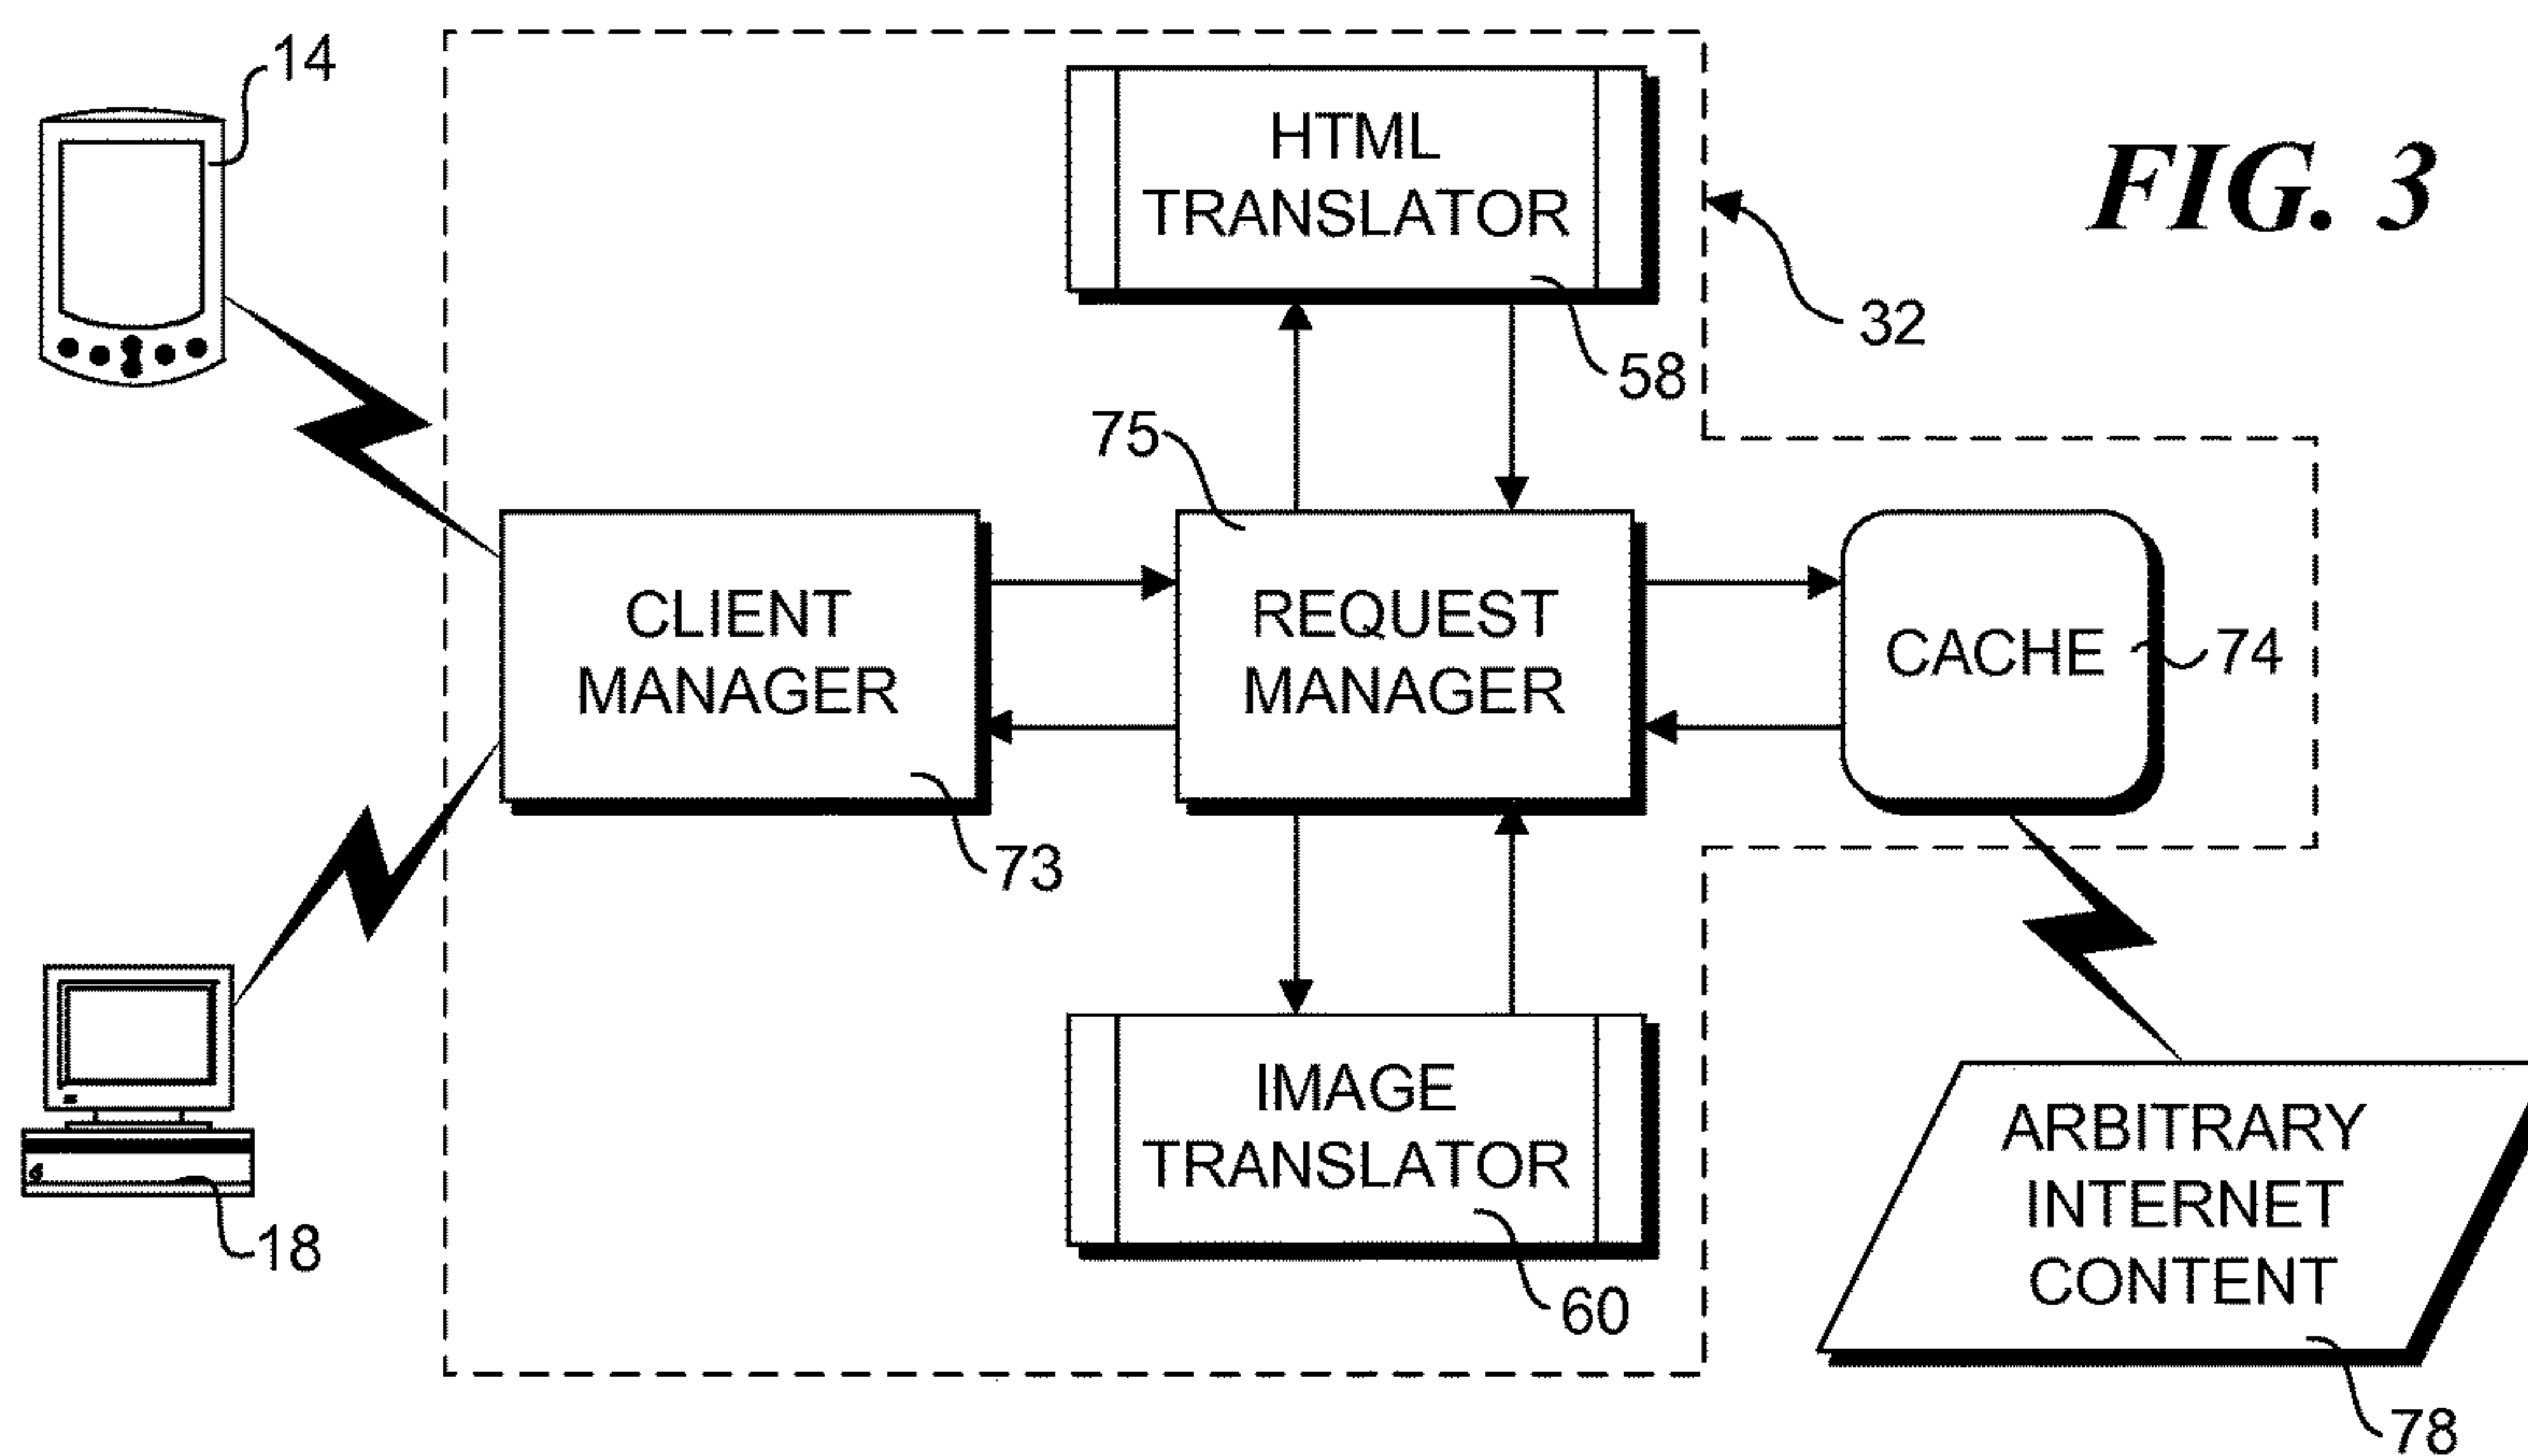 14
HTML
TRANSLATOR
FIG. 3
32
58
75
CLIENT
MANAGER
REQUEST
MANAGER
CACHE
74
73
IMAGE
TRANSLATOR
ARBITRARY
INTERNET
CONTENT
18
60
78